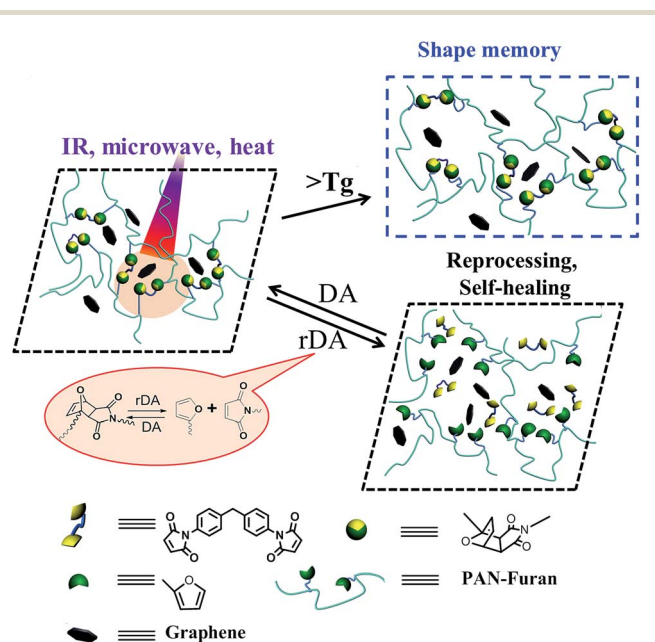 Shape memory
IR, microwave, heat
>Tg
Reprocessing,
Self-healing
DA
rDA
O
O
N
O
rDA
DA
O
+
O
N
O
O
N
O
O
N
O
O
N
O
O
O
PAN-Furan
Graphene